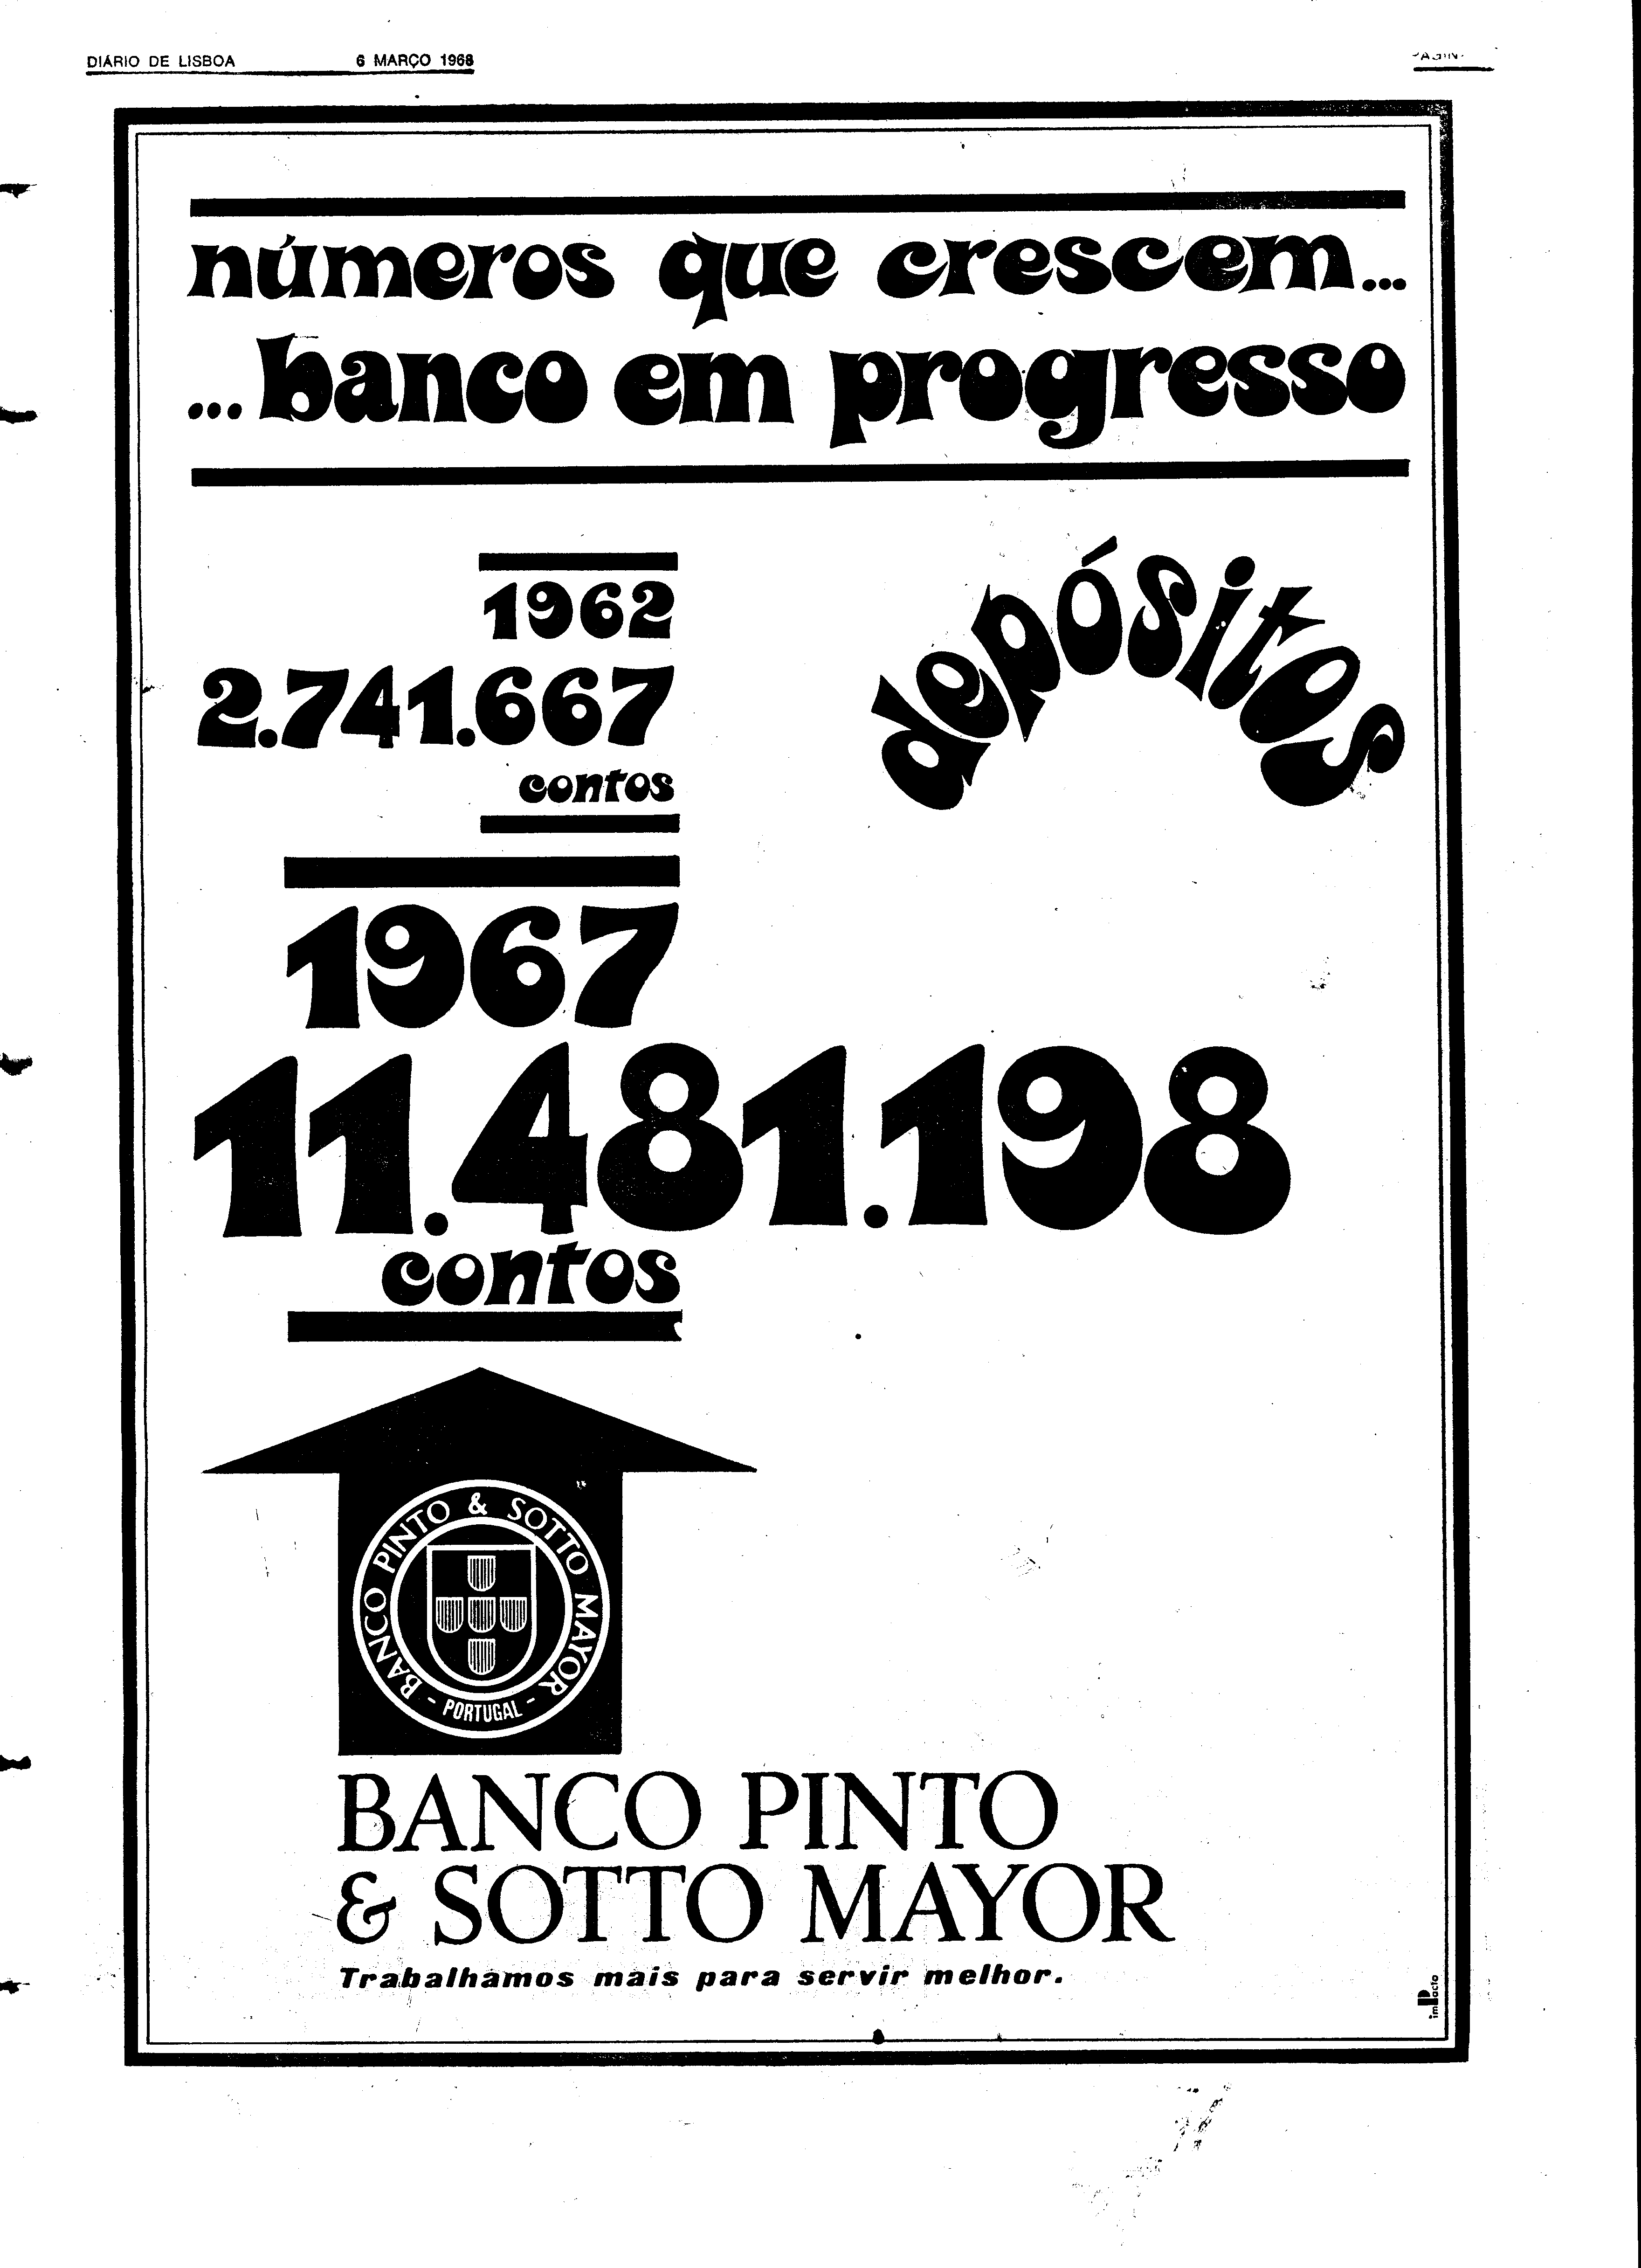 DIÁRIO DE LISBOA 6 MARÇO 1968
números que crescem...
...banco em progresso
depósitos
1962
2.741.667
contos
1967
11.481.198
contos
BANCO PINTO & SOTTO MAYOR
- PORTUGAL -
BANCO PINTO
& SOTTO MAYOR
Trabalhamos mais para servir melhor.
imPacto